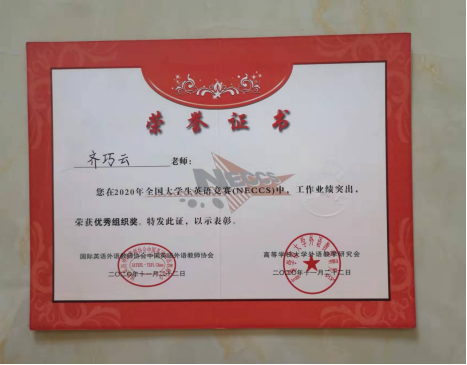 荣誉证书
齐巧云 老师:
NECCS
您在2020年全国大学生英语竞赛(NECCS)中，工作业绩突出，
荣获优秀组织奖。特发此证，以示表彰。
国际英语外语教师协会中国英语外语教师协会 高等学校大学外语教学研究会
二〇二〇年十一月二十二日 二〇二〇年十一月二十二日